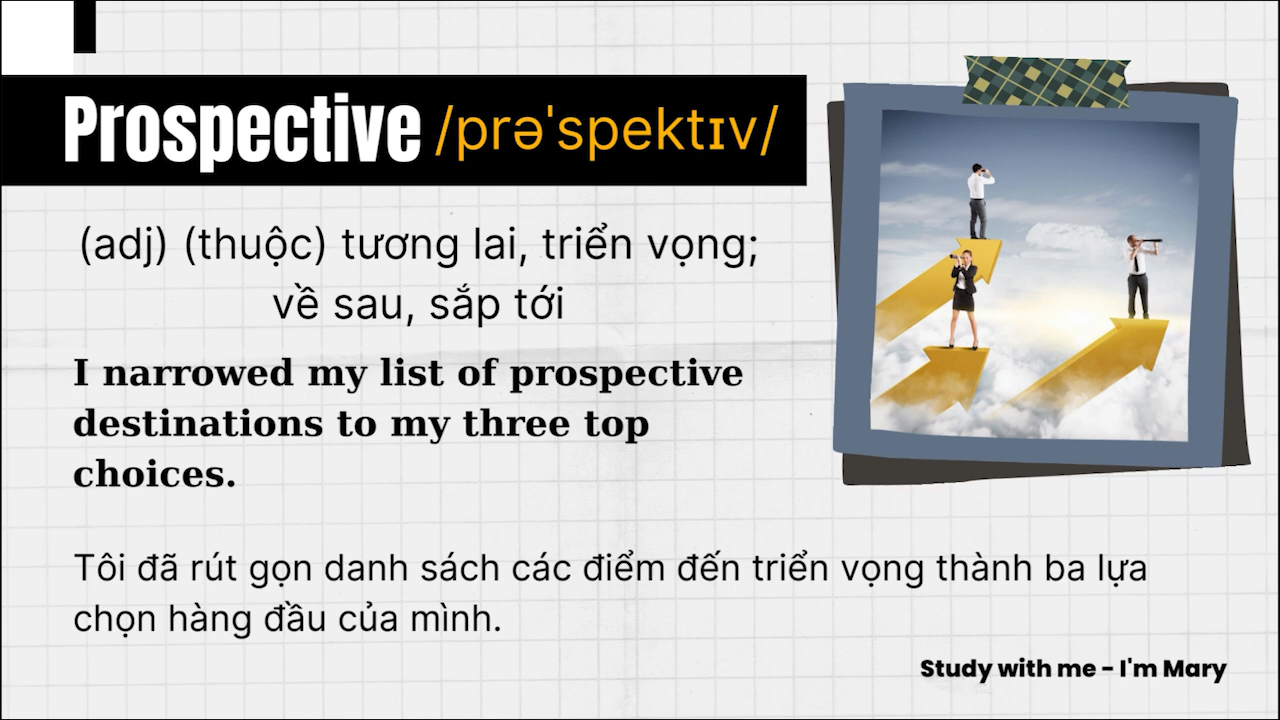 Prospective /prəˈspektɪv/
(adj) (thuộc) tương lai, triển vọng;
về sau, sắp tới
I narrowed my list of prospective
destinations to my three top
choices.
Tôi đã rút gọn danh sách các điểm đến triển vọng thành ba lựa
chọn hàng đầu của mình.
Study with me - I'm Mary